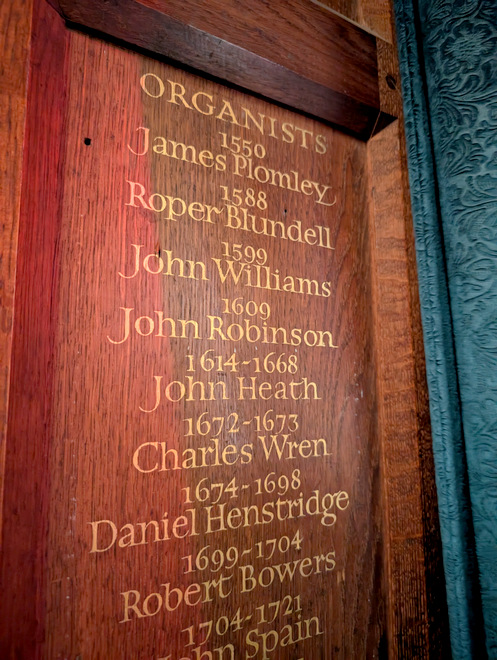 ORGANISTS
1550
James Plomley
1588
Roper Blundell
1599
John Williams
1609
John Robinson
1614-1668
John Heath
1672-1673
Charles Wren
1674-1698
Daniel Henstridge
1699-1704
Robert Bowers
1704-1721
John Spain